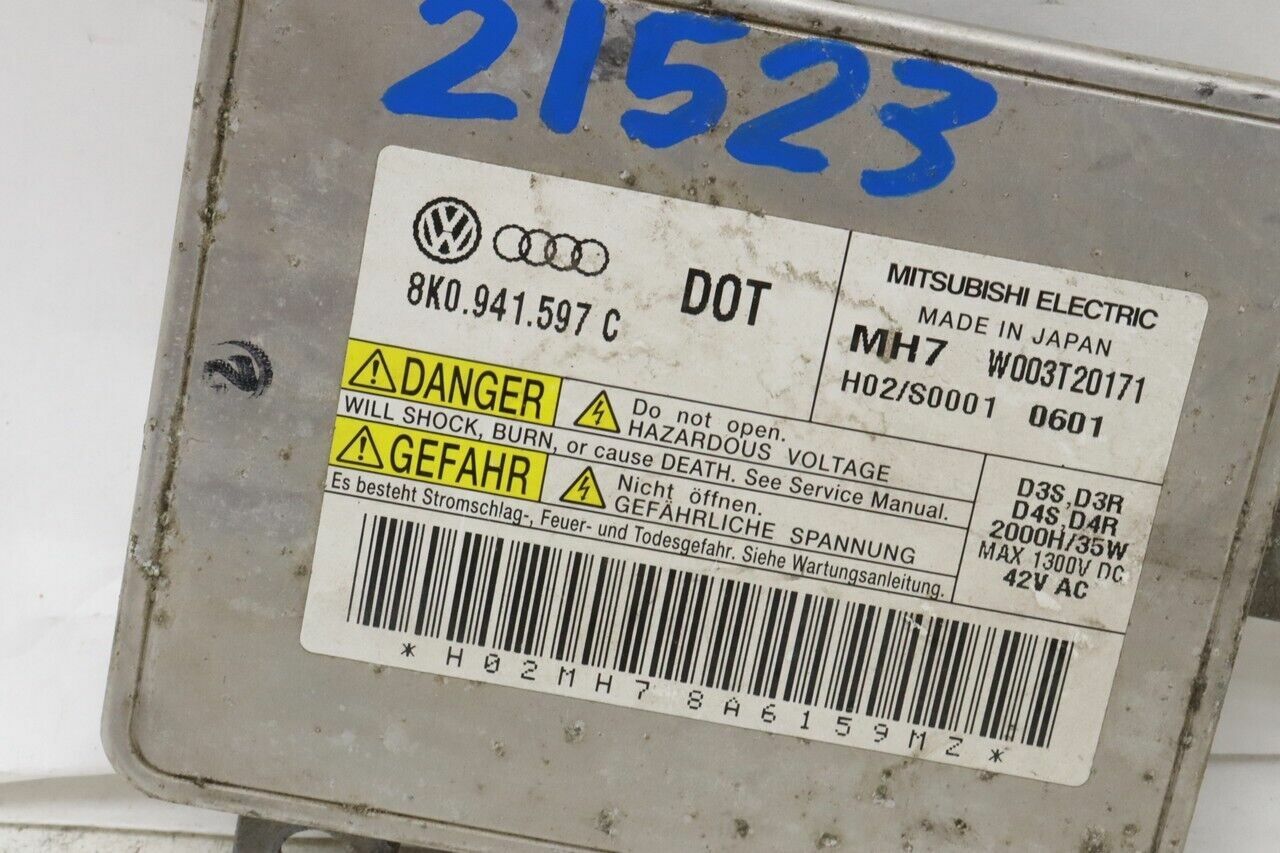 21523
8K0.941.597 C
DOT
MITSUBISHI ELECTRIC
MADE IN JAPAN
MH7 W003T20171
H02/S0001 0601
DANGER
Do not open.
HAZARDOUS VOLTAGE
WILL SHOCK, BURN, or cause DEATH. See Service Manual.
GEFAHR
Nicht öffnen.
GEFÄHRLICHE SPANNUNG
Es besteht Stromschlag-, Feuer- und Todesgefahr. Siehe Wartungsanleitung.
D3S,D3R
D4S,D4R
2000H/35W
MAX 1300V DC
42V AC
*H02MH78A6159MZ*